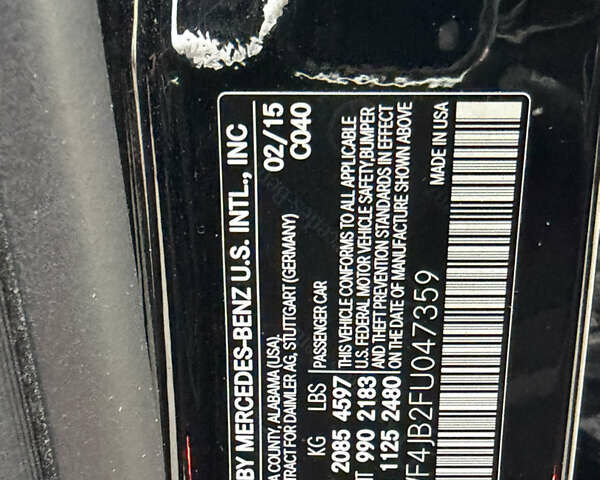 BY MERCEDES-BENZ U.S. INTL., INC
A COUNTY, ALABAMA (USA),
TRACT FOR DAIMLER AG, STUTTGART (GERMANY)
02/15
C040
KG LBS
2085 4597
990 2183
1125 2480
PASSENGER CAR
THIS VEHICLE CONFORMS TO ALL APPLICABLE
U.S. FEDERAL MOTOR VEHICLE SAFETY,BUMPER
AND THEFT PREVENTION STANDARDS IN EFFECT
ON THE DATE OF MANUFACTURE SHOWN ABOVE
F4JB2FU047359
MADE IN USA